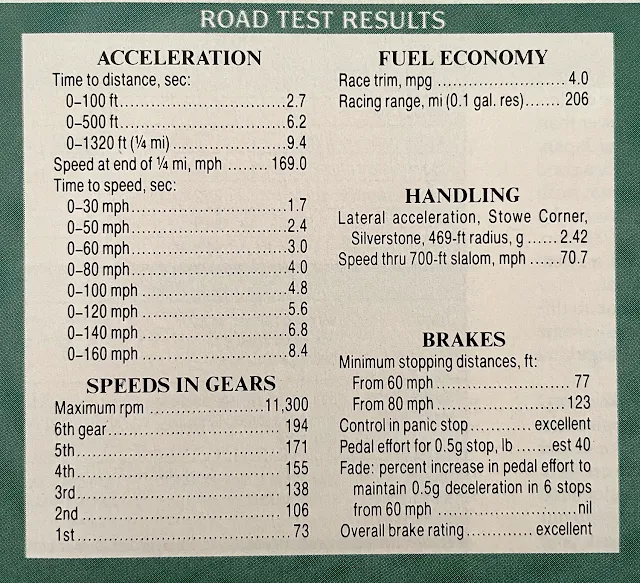 ROAD TEST RESULTS
ACCELERATION
Time to distance, sec:
0–100 ft..................................2.7
0–500 ft..................................6.2
0–1320 ft (¼ mi).......................9.4
Speed at end of ¼ mi, mph ........ 169.0
Time to speed, sec:
0–30 mph................................1.7
0–50 mph................................2.4
0–60 mph................................3.0
0–80 mph................................4.0
0–100 mph ..............................4.8
0–120 mph ..............................5.6
0–140 mph ..............................6.8
0–160 mph ..............................8.4
SPEEDS IN GEARS
Maximum rpm .......................11,300
6th gear................................... 194
5th......................................... 171
4th......................................... 155
3rd......................................... 138
2nd ........................................ 106
1st........................................... 73
FUEL ECONOMY
Race trim, mpg ........................... 4.0
Racing range, mi (0.1 gal. res)....... 206
HANDLING
Lateral acceleration, Stowe Corner,
Silverstone, 469-ft radius, g ...... 2.42
Speed thru 700-ft slalom, mph ......70.7
BRAKES
Minimum stopping distances, ft:
From 60 mph............................ 77
From 80 mph.......................... 123
Control in panic stop............ excellent
Pedal effort for 0.5g stop, lb .......est 40
Fade: percent increase in pedal effort to
maintain 0.5g deceleration in 6 stops
from 60 mph .............................nil
Overall brake rating............. excellent